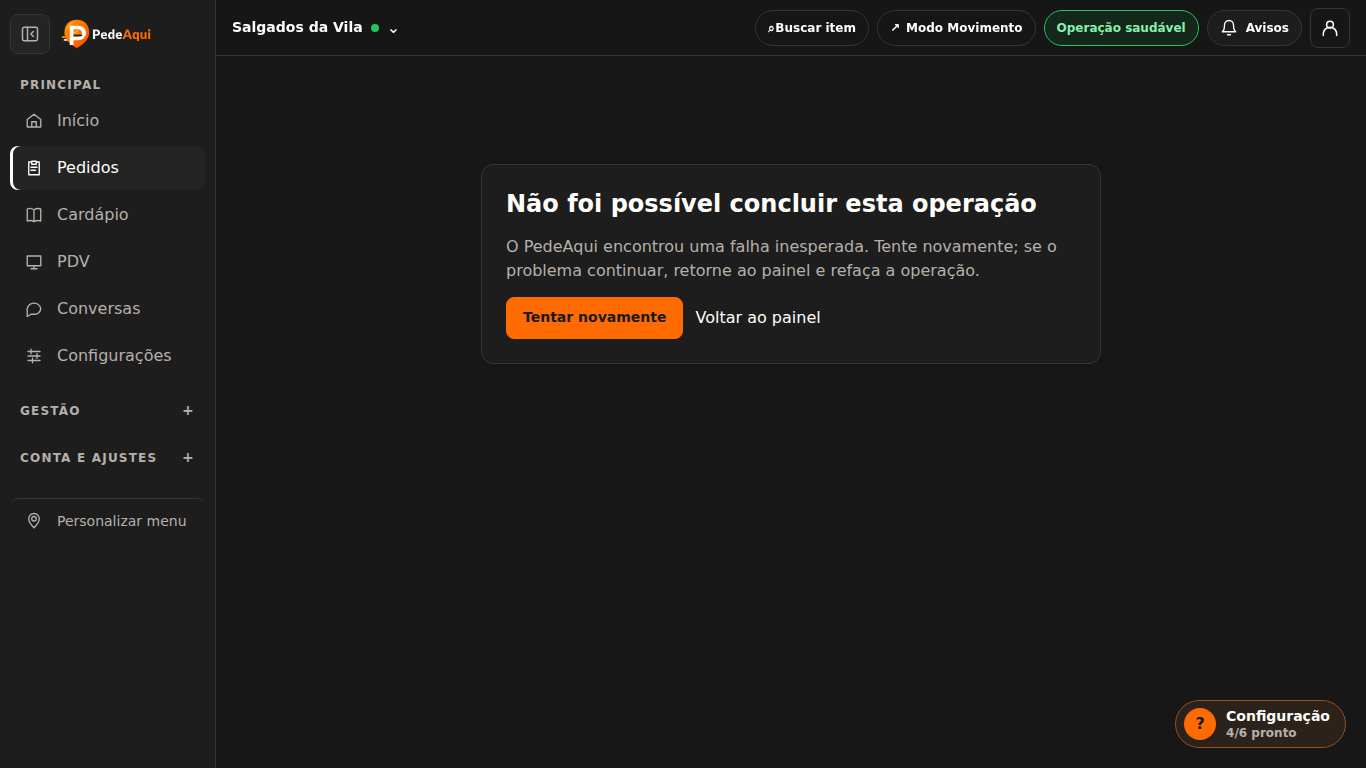 PedeAqui
Salgados da Vila
Buscar item
Modo Movimento
Operação saudável
Avisos
PRINCIPAL
Início
Pedidos
Cardápio
PDV
Conversas
Configurações
GESTÃO +
CONTA E AJUSTES +
Personalizar menu
Não foi possível concluir esta operação
O PedeAqui encontrou uma falha inesperada. Tente novamente; se o
problema continuar, retorne ao painel e refaça a operação.
Tentar novamente
Voltar ao painel
?
Configuração
4/6 pronto